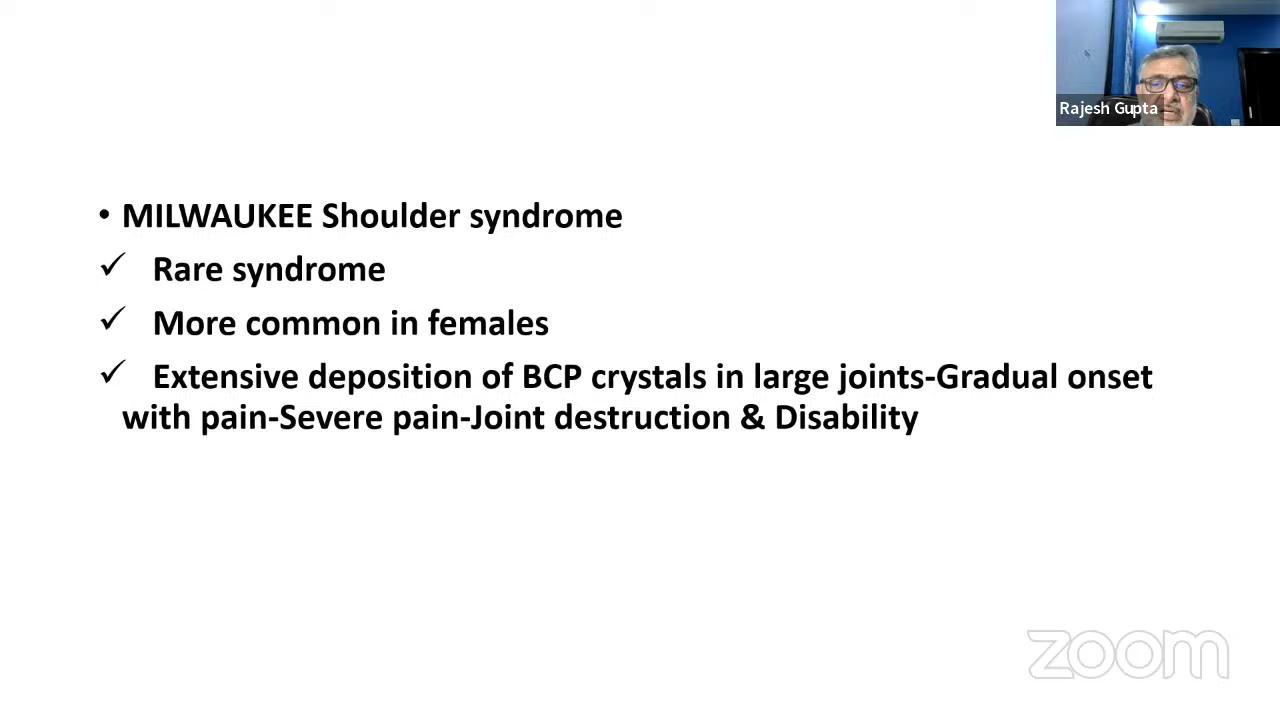 Rajesh Gupta
• MILWAUKEE Shoulder syndrome
✓ Rare syndrome
✓ More common in females
✓ Extensive deposition of BCP crystals in large joints-Gradual onset
with pain-Severe pain-Joint destruction & Disability
zoom